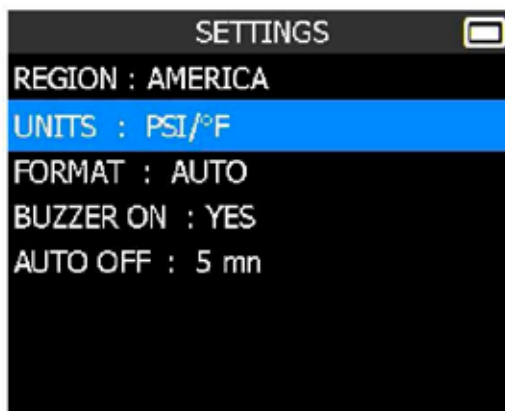 SETTINGS
REGION : AMERICA
UNITS : PSI/°F
FORMAT : AUTO
BUZZER ON : YES
AUTO OFF : 5 mn